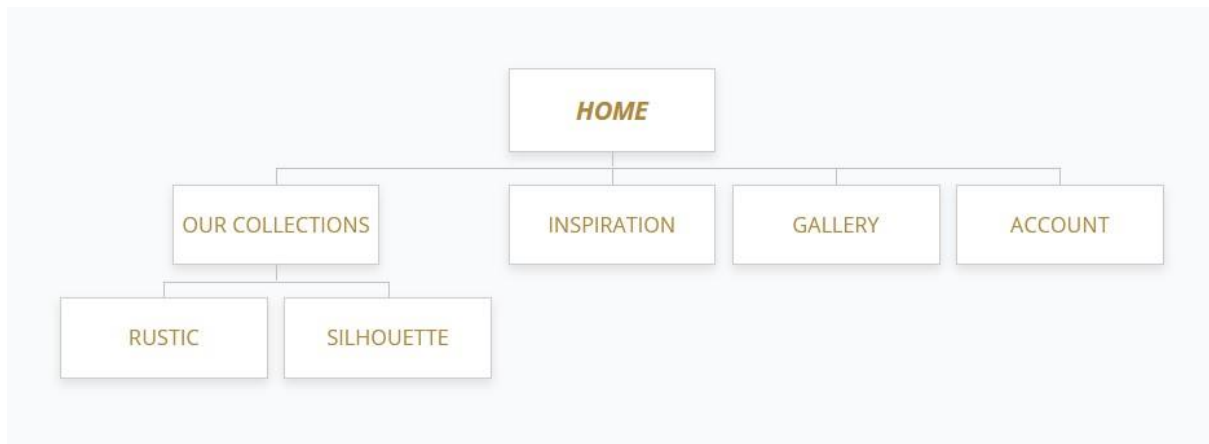 HOME
OUR COLLECTIONS
INSPIRATION
GALLERY
ACCOUNT
RUSTIC
SILHOUETTE